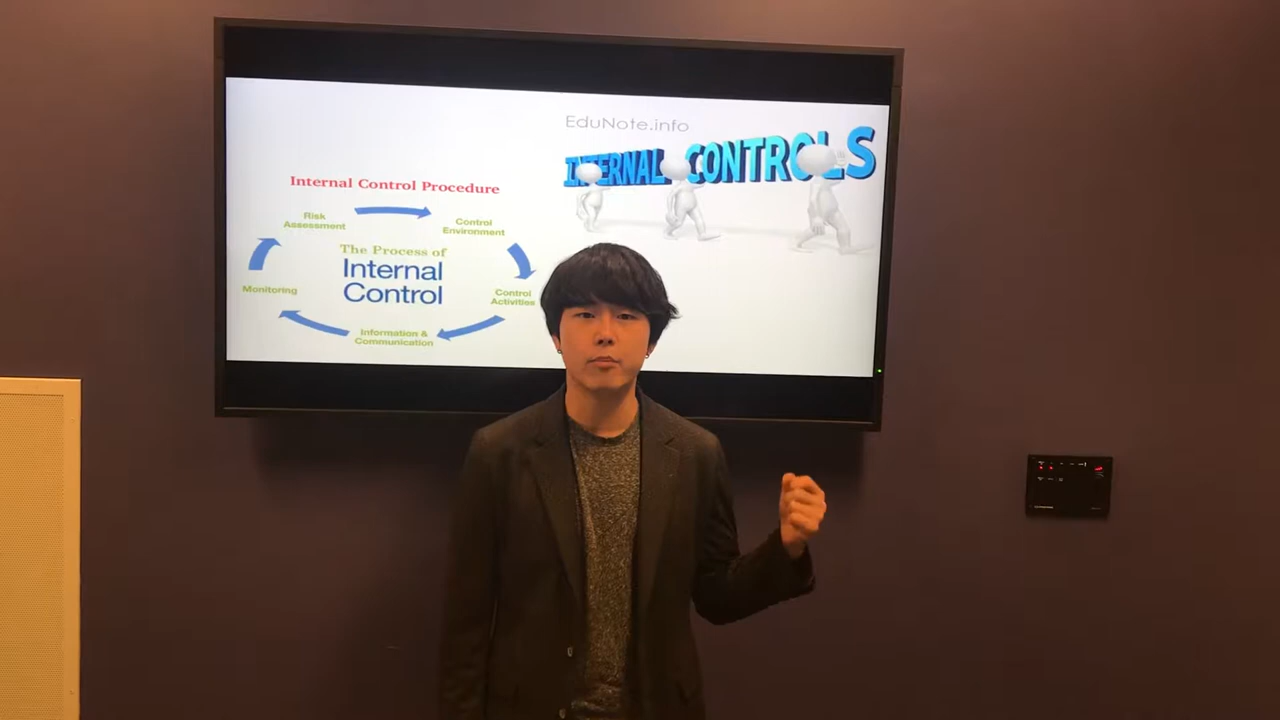 EduNote.info
INTERNAL CONTROLS
Internal Control Procedure
Risk
Assessment
Control
Environment
The Process of
Internal
Control
Monitoring
Control
Activities
Information &
Communication